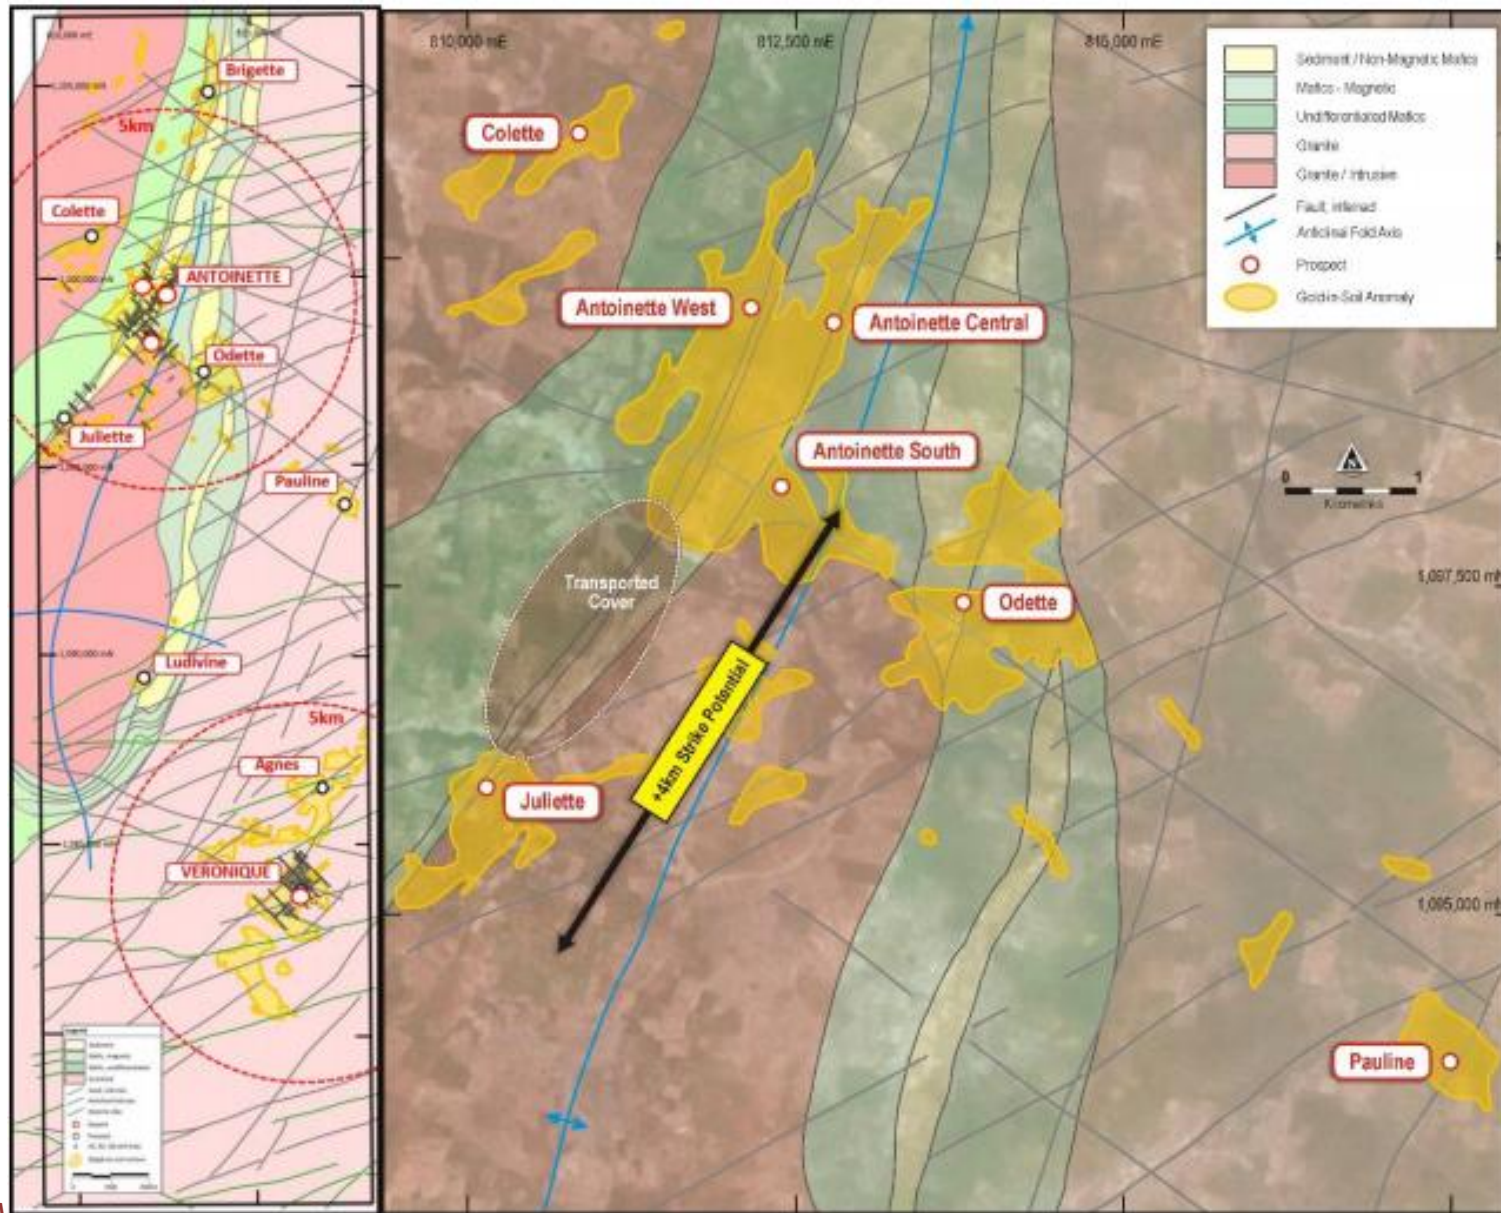 5km
Brigette
Colette
ANTOINETTE
Odette
Juliette
Pauline
Ludivine
5km
Agnes
VERONIQUE
810,000 mE
812,500 mE
815,000 mE
Colette
Antoinette West
Antoinette Central
Antoinette South
Transported
Cover
Odette
+4km Strike Potential
Juliette
Pauline
1,097,500 mN
1,095,000 mN
Sediment / Non-Magnetic Mafics
Mafics - Magnetic
Undifferentiated Mafics
Granite
Granite / Intrusive
Fault, inferred
Anticlinal Fold Axis
Prospect
Gold-in-Soil Anomaly
N
0 1
Kilometres